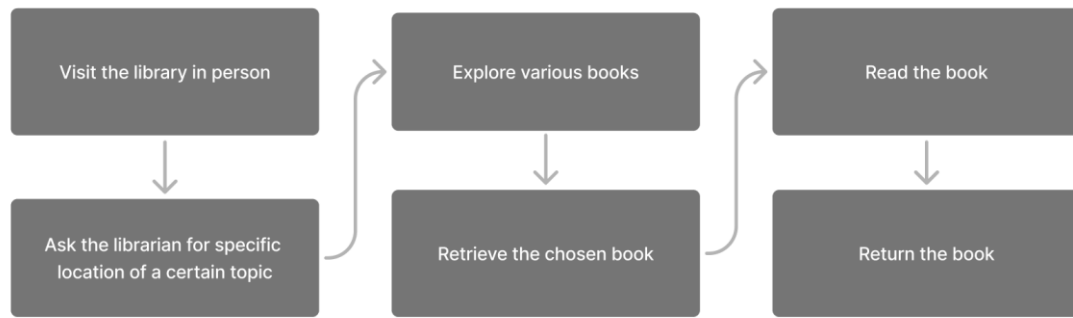 Visit the library in person
Ask the librarian for specific
location of a certain topic
Explore various books
Retrieve the chosen book
Read the book
Return the book